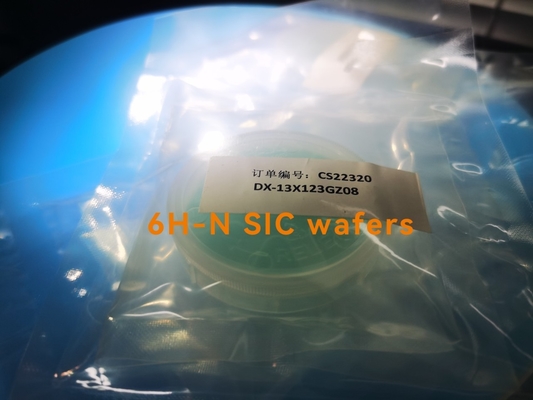 订单编号：CS22320
DX-13X123GZ08
6H-N SIC wafers